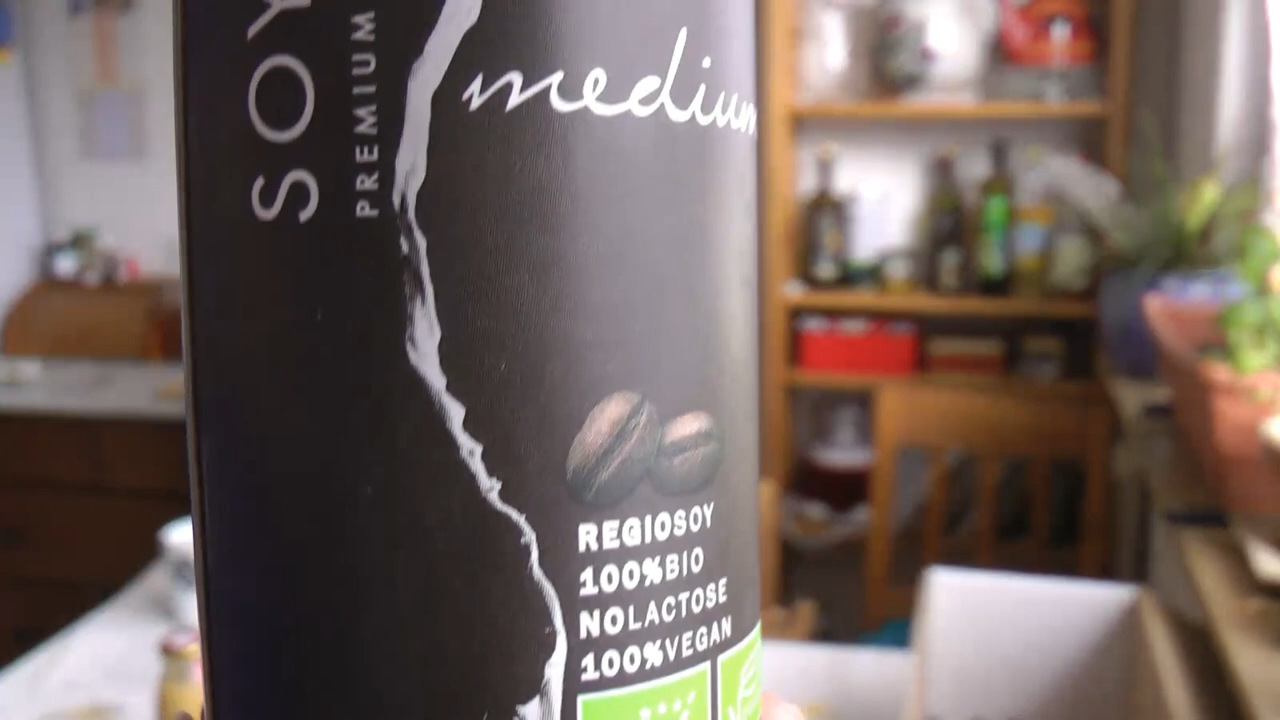 SOY
PREMIUM
medium
REGIOSOY
100%BIO
NOLACTOSE
100%VEGAN